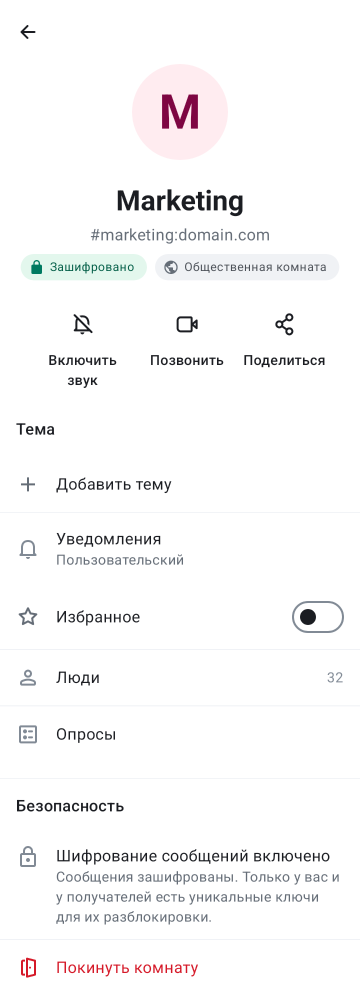 M
Marketing
#marketing:domain.com
Зашифровано
Общественная комната
Включить
звук
Позвонить
Поделиться
Тема
Добавить тему
Уведомления
Пользовательский
Избранное
Люди
32
Опросы
Безопасность
Шифрование сообщений включено
Сообщения зашифрованы. Только у вас и
у получателей есть уникальные ключи
для их разблокировки.
Покинуть комнату